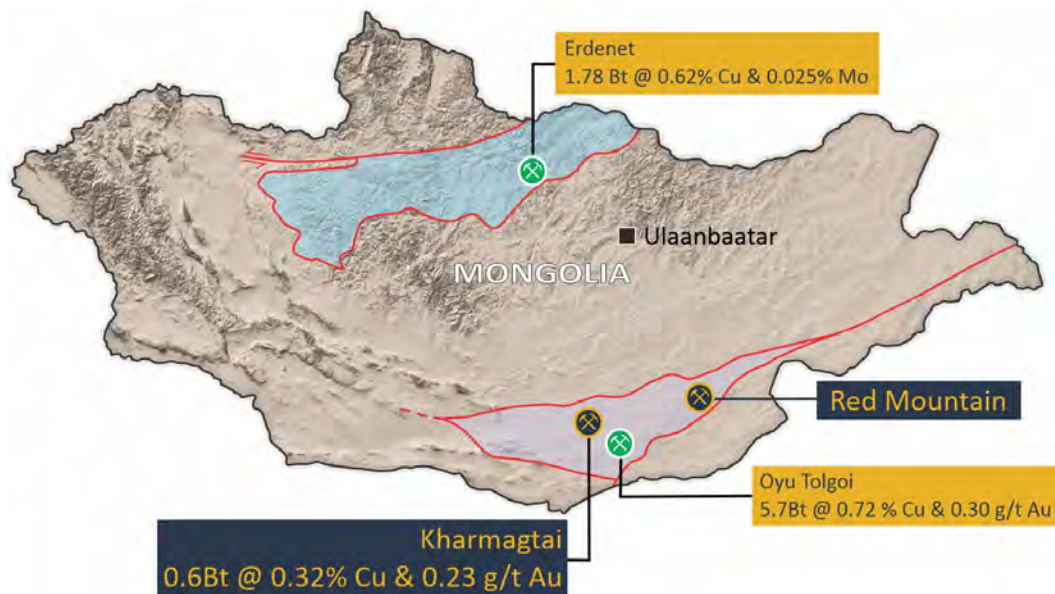 Erdenet
1.78 Bt @ 0.62% Cu & 0.025% Mo
Ulaanbaatar
MONGOLIA
Red Mountain
Oyu Tolgoi
5.7Bt @ 0.72 % Cu & 0.30 g/t Au
Kharmagtai
0.6Bt @ 0.32% Cu & 0.23 g/t Au